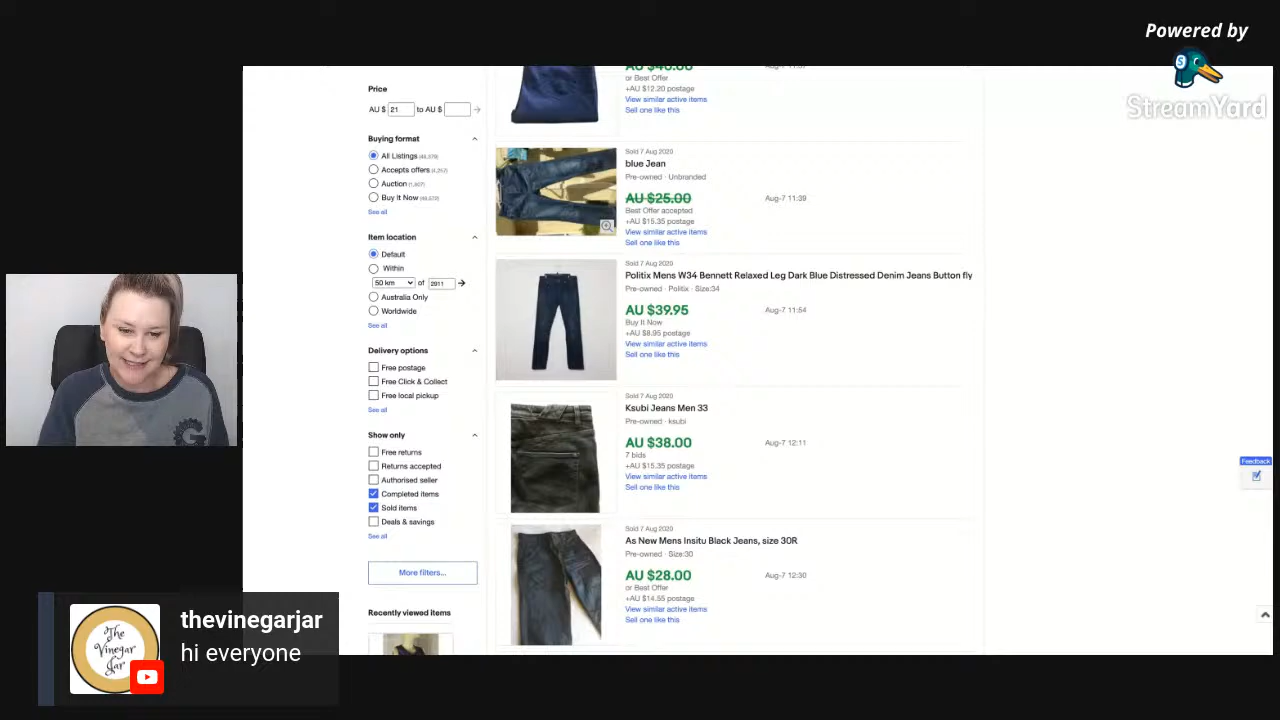 Powered by
StreamYard
Price
AU $ 21 to AU $
Buying format
All Listings
Accepts offers
Auction
Buy It Now
See all
Item location
Default
Within
50 km of 2911
Australia Only
Worldwide
See all
Delivery options
Free postage
Free Click & Collect
Free local pickup
See all
Show only
Free returns
Returns accepted
Authorised seller
Completed items
Sold items
Deals & savings
See all
More filters...
Recently viewed items
or Best Offer
+AU $12.20 postage
View similar active items
Sell one like this
Sold 7 Aug 2020
blue Jean
Pre-owned · Unbranded
AU $25.00 Aug-7 11:39
Best Offer accepted
+AU $15.35 postage
View similar active items
Sell one like this
Sold 7 Aug 2020
Politix Mens W34 Bennett Relaxed Leg Dark Blue Distressed Denim Jeans Button fly
Pre-owned · Politix · Size:34
AU $39.95 Aug-7 11:54
Buy It Now
+AU $8.95 postage
View similar active items
Sell one like this
Sold 7 Aug 2020
Ksubi Jeans Men 33
Pre-owned · ksubi
AU $38.00 Aug-7 12:11
7 bids
+AU $15.35 postage
View similar active items
Sell one like this
Sold 7 Aug 2020
As New Mens Insitu Black Jeans, size 30R
Pre-owned · Size:30
AU $28.00 Aug-7 12:30
or Best Offer
+AU $14.55 postage
View similar active items
Sell one like this
Feedback
The
Vinegar
Jar
thevinegarjar
hi everyone